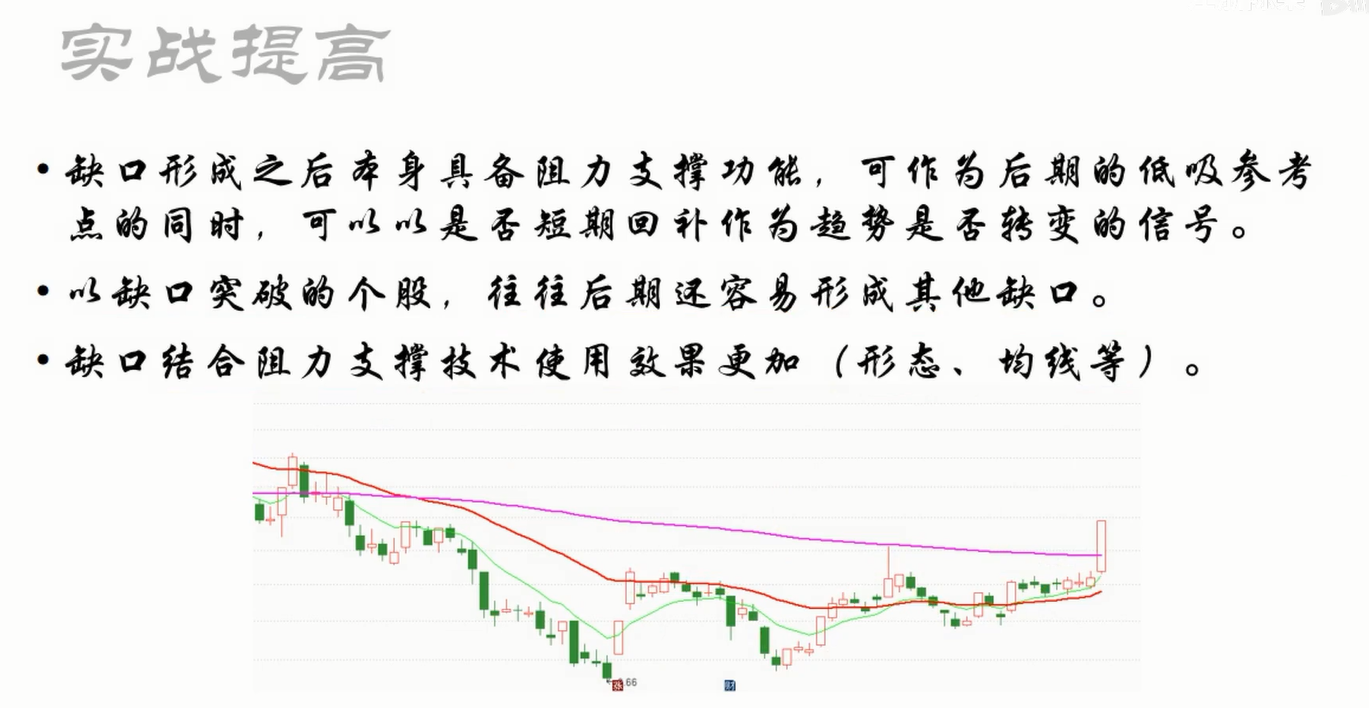 实战提高
• 缺口形成之后本身具备阻力支撑功能，可作为后期的低吸参考
点的同时，可以以是否短期回补作为趋势是否转变的信号。
• 以缺口突破的个股，往往后期还容易形成其他缺口。
• 缺口结合阻力支撑技术使用效果更加（形态、均线等）。
财